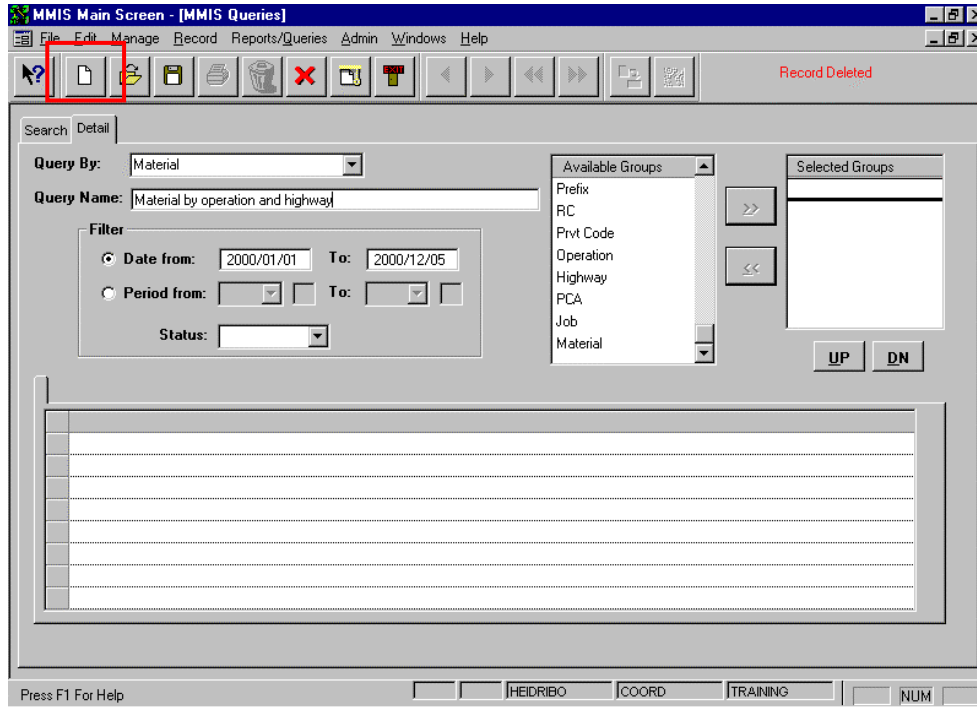 MMIS Main Screen - [MMIS Queries]
File Edit Manage Record Reports/Queries Admin Windows Help
EXIT
Record Deleted
Search Detail
Query By: Material
Query Name: Material by operation and highway
Filter
Date from: 2000/01/01 To: 2000/12/05
Period from: To:
Status:
Available Groups
Prefix
RC
Prvt Code
Operation
Highway
PCA
Job
Material
>>
<<
Selected Groups
UP DN
Press F1 For Help HEIDRIBO COORD TRAINING NUM